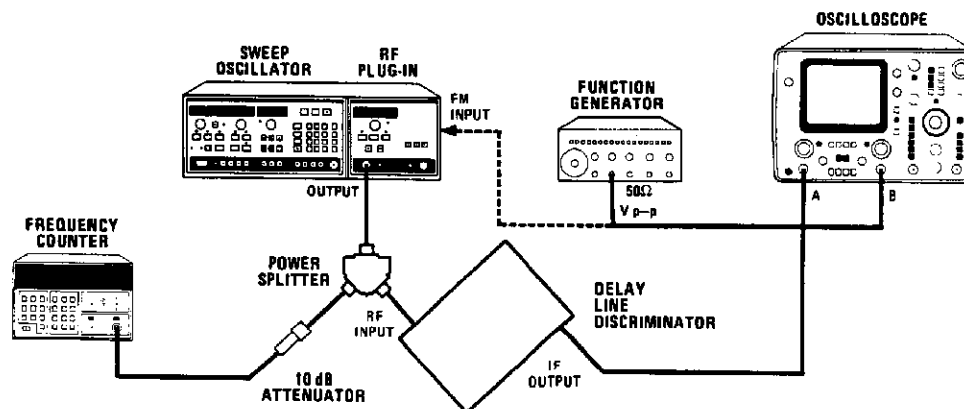 OSCILLOSCOPE
SWEEP
OSCILLATOR
RF
PLUG-IN
FM
INPUT
FUNCTION
GENERATOR
OUTPUT
50Ω
V p–p
A
B
FREQUENCY
COUNTER
POWER
SPLITTER
RF
INPUT
DELAY
LINE
DISCRIMINATOR
10 dB
ATTENUATOR
IF
OUTPUT